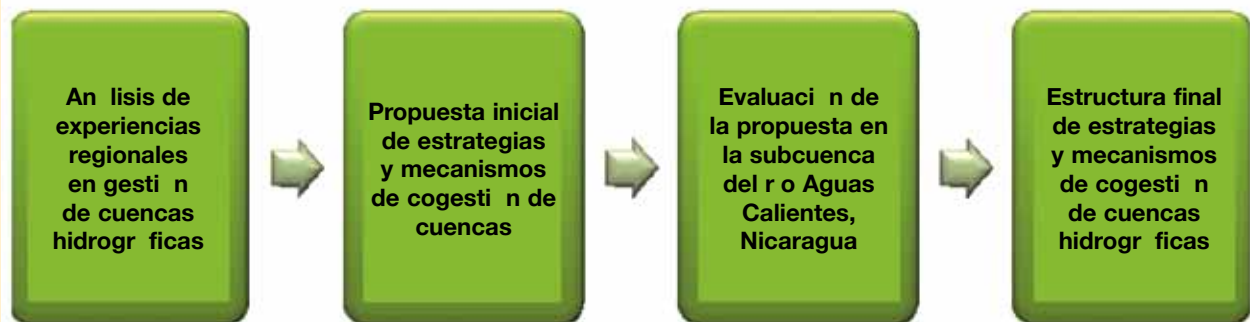 An lisis de
experiencias
regionales
en gesti n
de cuencas
hidrogr ficas
Propuesta inicial
de estrategias
y mecanismos
de cogesti n de
cuencas
Evaluaci n de
la propuesta en
la subcuenca
del r o Aguas
Calientes,
Nicaragua
Estructura final
de estrategias
y mecanismos
de cogesti n
de cuencas
hidrogr ficas